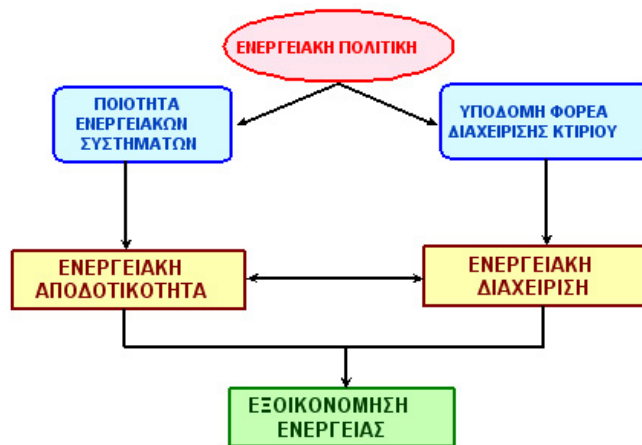 ΕΝΕΡΓΕΙΑΚΗ ΠΟΛΙΤΙΚΗ
ΠΟΙΟΤΗΤΑ
ΕΝΕΡΓΕΙΑΚΩΝ
ΣΥΣΤΗΜΑΤΩΝ
ΥΠΟΔΟΜΗ ΦΟΡΕΑ
ΔΙΑΧΕΙΡΙΣΗΣ ΚΤΙΡΙΟΥ
ΕΝΕΡΓΕΙΑΚΗ
ΑΠΟΔΟΤΙΚΟΤΗΤΑ
ΕΝΕΡΓΕΙΑΚΗ
ΔΙΑΧΕΙΡΙΣΗ
ΕΞΟΙΚΟΝΟΜΗΣΗ
ΕΝΕΡΓΕΙΑΣ